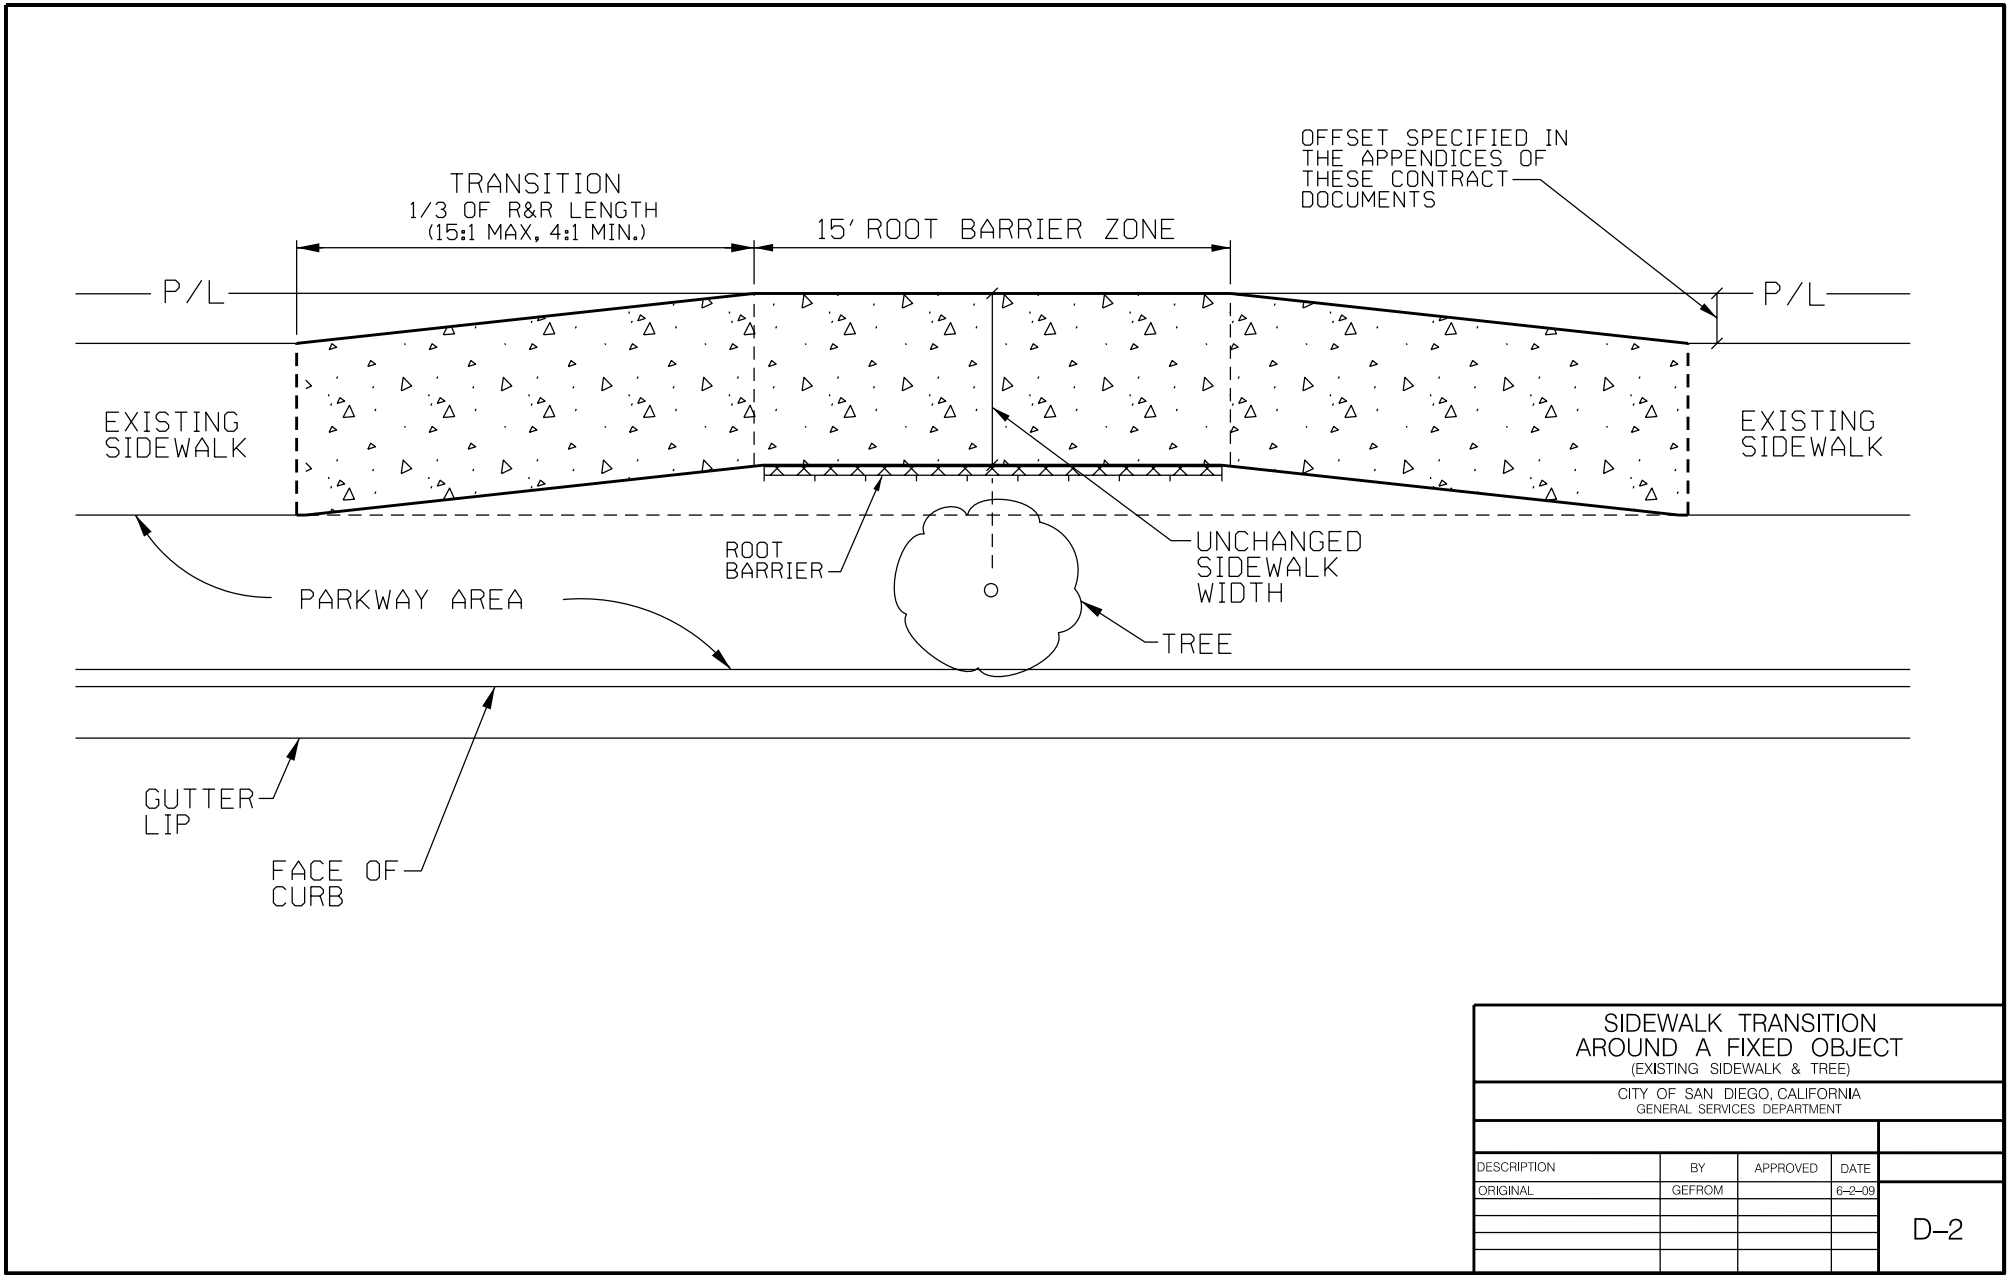 OFFSET SPECIFIED IN
THE APPENDICES OF
THESE CONTRACT
DOCUMENTS
TRANSITION
1/3 OF R&R LENGTH
(15:1 MAX, 4:1 MIN.)
15' ROOT BARRIER ZONE
P/L
P/L
EXISTING
SIDEWALK
EXISTING
SIDEWALK
ROOT
BARRIER
UNCHANGED
SIDEWALK
WIDTH
PARKWAY AREA
TREE
GUTTER
LIP
FACE OF
CURB
SIDEWALK TRANSITION
AROUND A FIXED OBJECT
(EXISTING SIDEWALK & TREE)
CITY OF SAN DIEGO, CALIFORNIA
GENERAL SERVICES DEPARTMENT
DESCRIPTION BY APPROVED DATE
ORIGINAL GEFROM 6-2-09
D-2